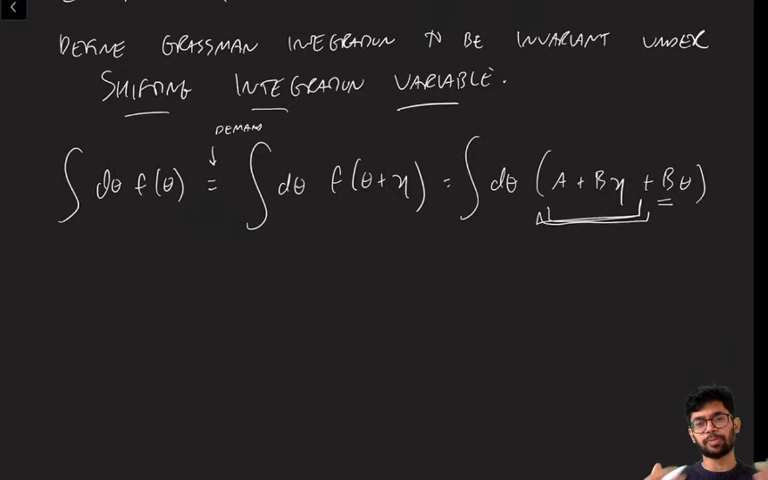 DEFINE GRASSMAN INTEGRATION TO BE INVARIANT UNDER
SHIFTING INTEGRATION VARIABLE.
DEMAND
∫ dθ f(θ) = ∫ dθ f(θ+η) = ∫ dθ (A + Bη + Bθ)